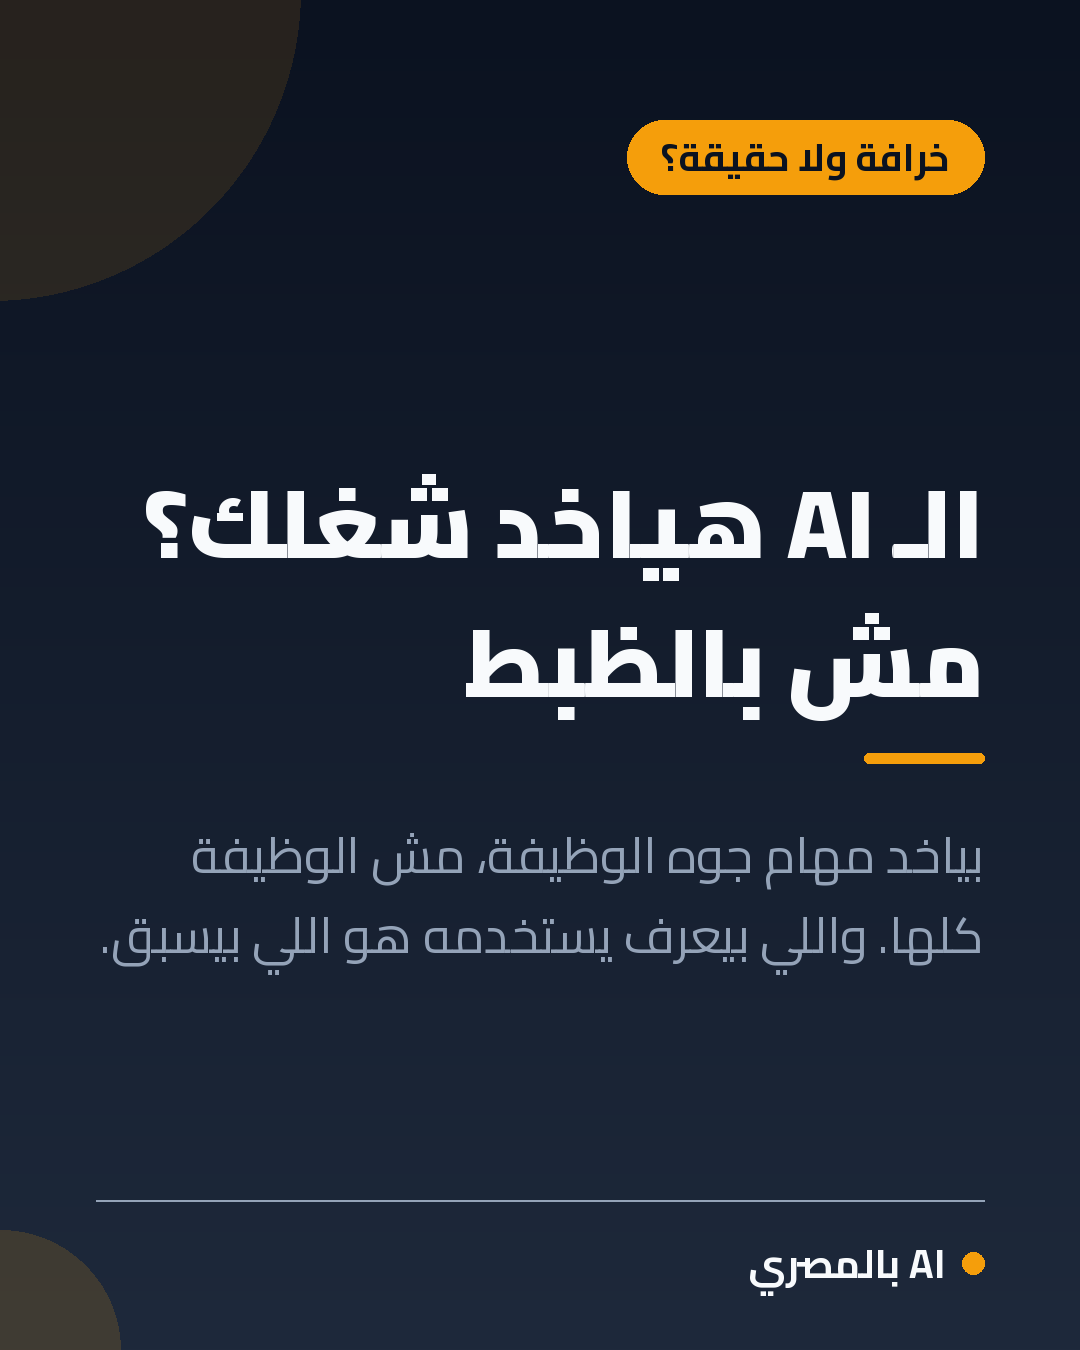 خرافة ولا حقيقة؟
الـ AI هياخد شغلك؟
مش بالظبط
بياخد مهام جوه الوظيفة، مش الوظيفة
كلها. واللي بيعرف يستخدمه هو اللي بيسبق.
AI بالمصري